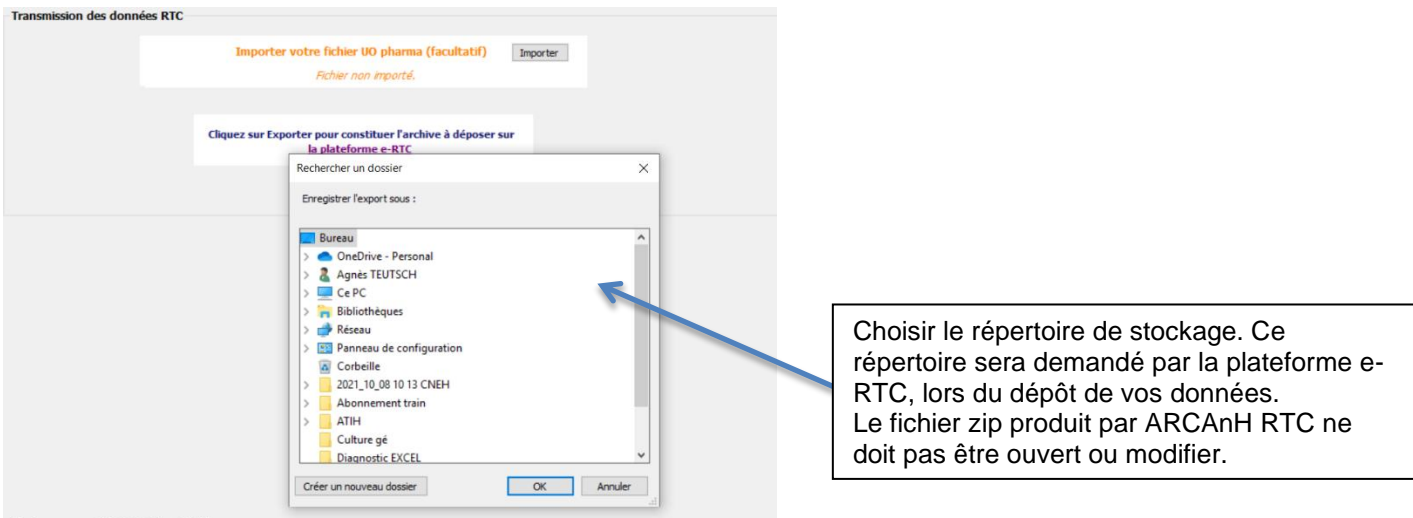 Transmission des données RTC
Importer votre fichier UO pharma (facultatif)
Importer
Fichier non importé.
Cliquez sur Exporter pour constituer l'archive à déposer sur
la plateforme e-RTC
Rechercher un dossier
Enregistrer l'export sous :
Bureau
OneDrive - Personal
Agnès TEUTSCH
Ce PC
Bibliothèques
Réseau
Panneau de configuration
Corbeille
2021_10_08 10 13 CNEH
Abonnement train
ATIH
Culture gé
Diagnostic EXCEL
Créer un nouveau dossier
OK
Annuler
Choisir le répertoire de stockage. Ce
répertoire sera demandé par la plateforme e-
RTC, lors du dépôt de vos données.
Le fichier zip produit par ARCAnH RTC ne
doit pas être ouvert ou modifier.